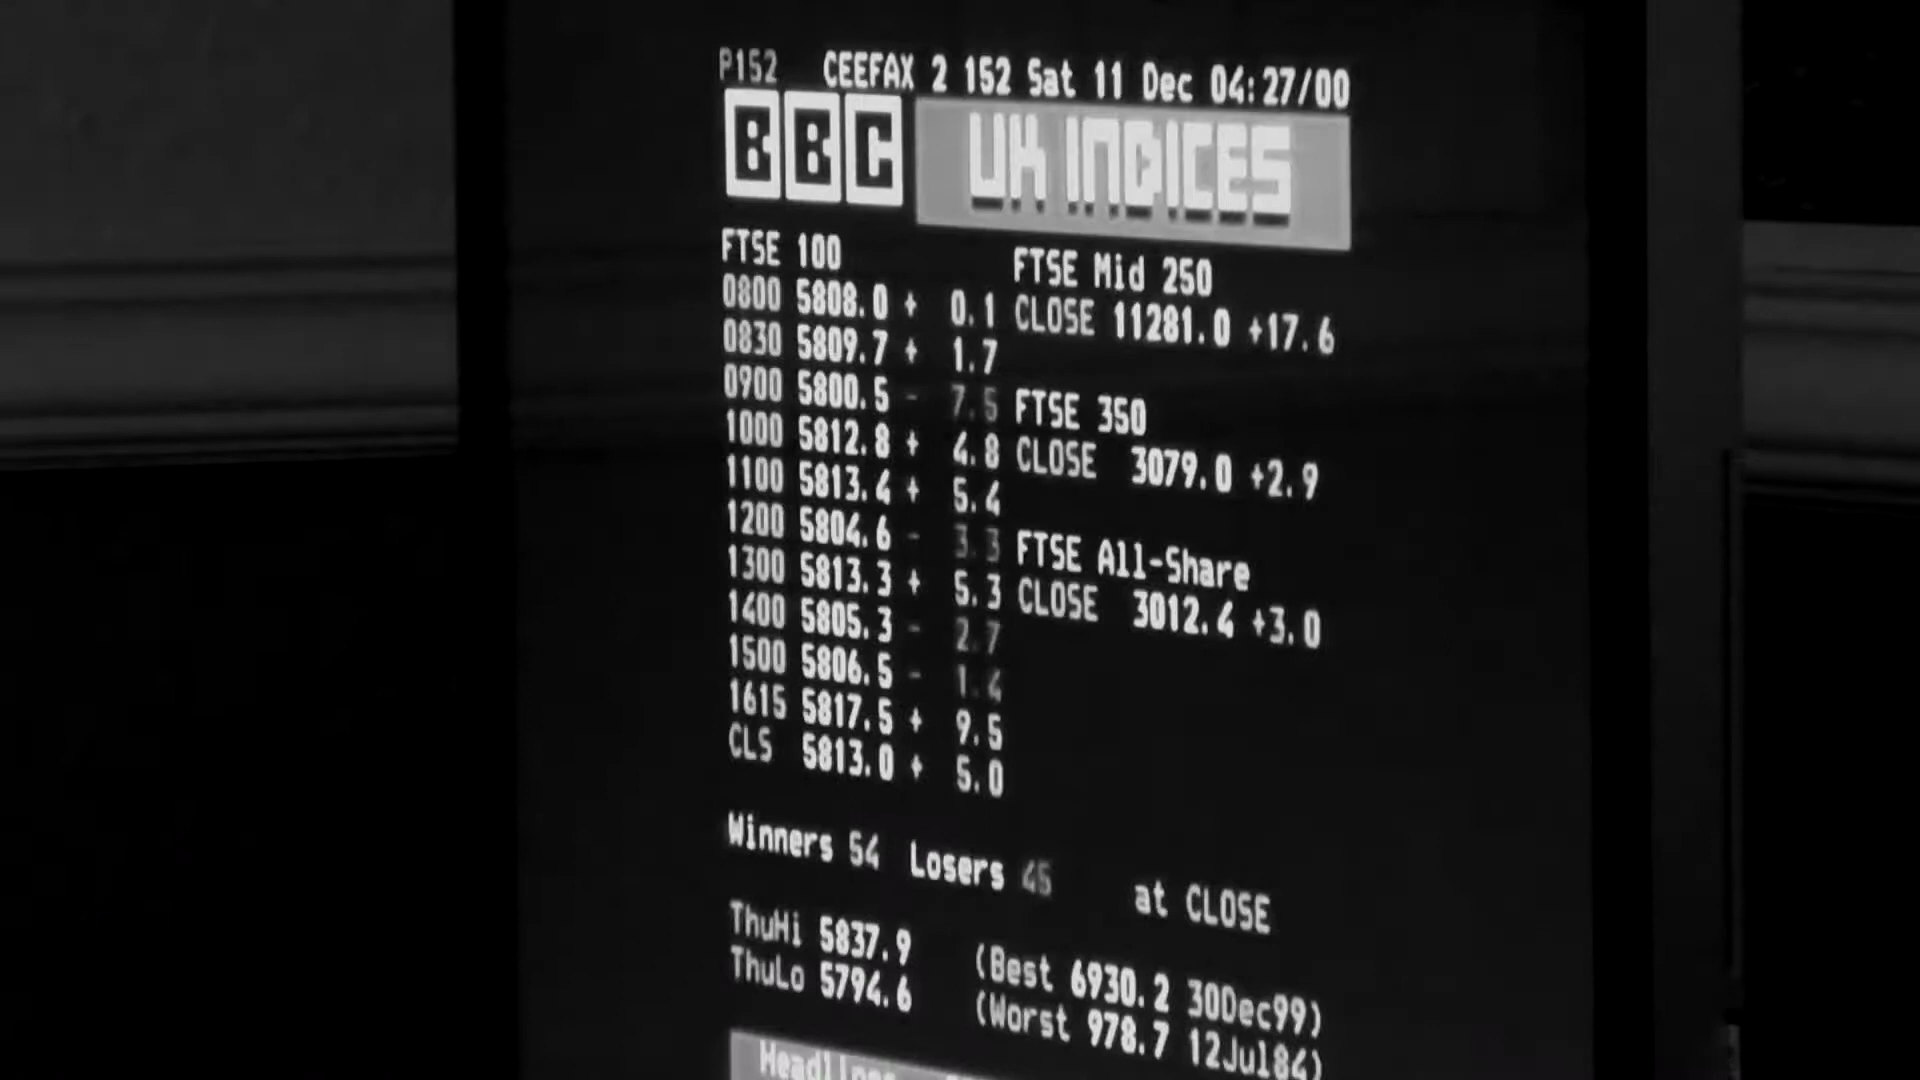 P152 CEEFAX 2 152 Sat 11 Dec 04:27/00
BBC UK INDICES
FTSE 100
FTSE Mid 250
0800 5808.0 + 0.1 CLOSE 11281.0 +17.6
0830 5809.7 + 1.7
0900 5800.5 - 7.5 FTSE 350
1000 5812.8 + 4.8 CLOSE 3079.0 +2.9
1100 5813.4 + 5.4
1200 5804.6 - 3.3 FTSE All-Share
1300 5813.3 + 5.3 CLOSE 3012.4 +3.0
1400 5805.3 - 2.7
1500 5806.5 - 1.4
1615 5817.5 + 9.5
CLS 5813.0 + 5.0
Winners 54 Losers 45 at CLOSE
ThuHi 5837.9 (Best 6930.2 30Dec99)
ThuLo 5794.6 (Worst 978.7 12Jul84)
Headlines